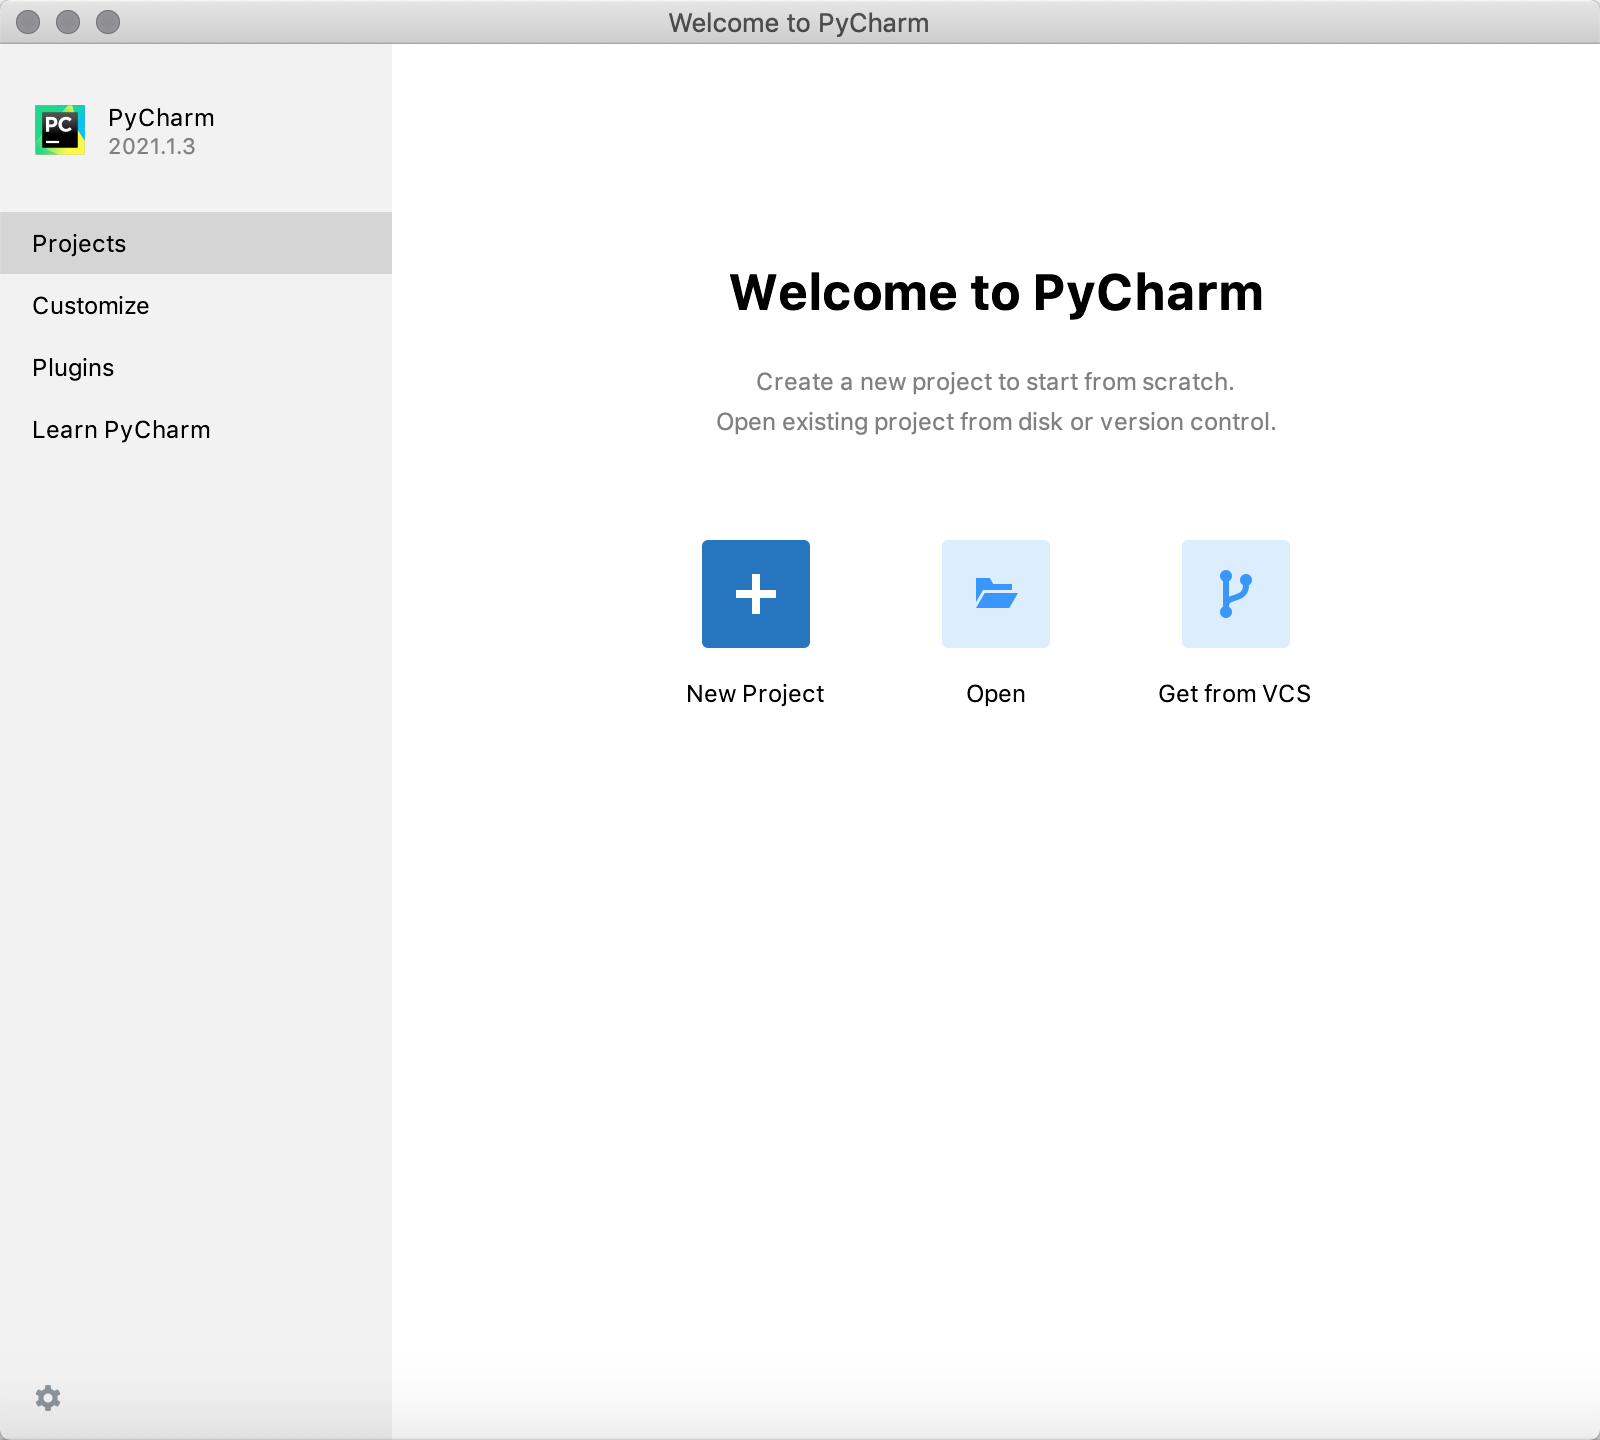 Welcome to PyCharm
PC
PyCharm
2021.1.3
Projects
Customize
Plugins
Learn PyCharm
Welcome to PyCharm
Create a new project to start from scratch.
Open existing project from disk or version control.
New Project
Open
Get from VCS